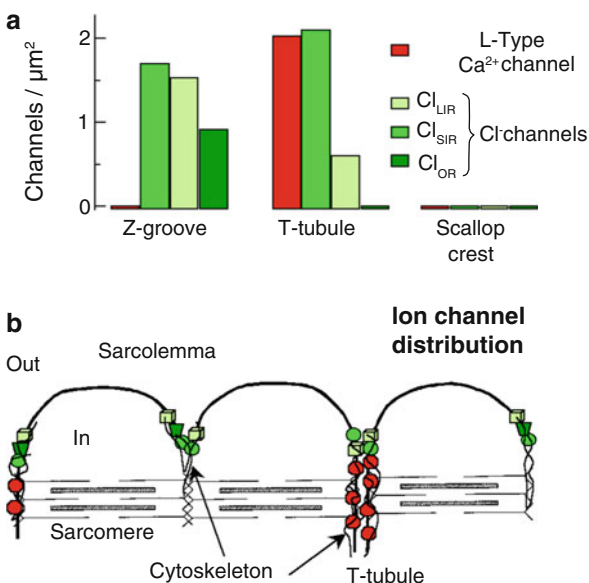 a
Channels / µm²
2
1
0
Z-groove
T-tubule
Scallop
crest
L-Type
Ca²⁺channel
Cl_LIR
Cl_SIR
Cl_OR
Cl⁻channels
b
Ion channel
distribution
Out
Sarcolemma
In
Sarcomere
Cytoskeleton
T-tubule